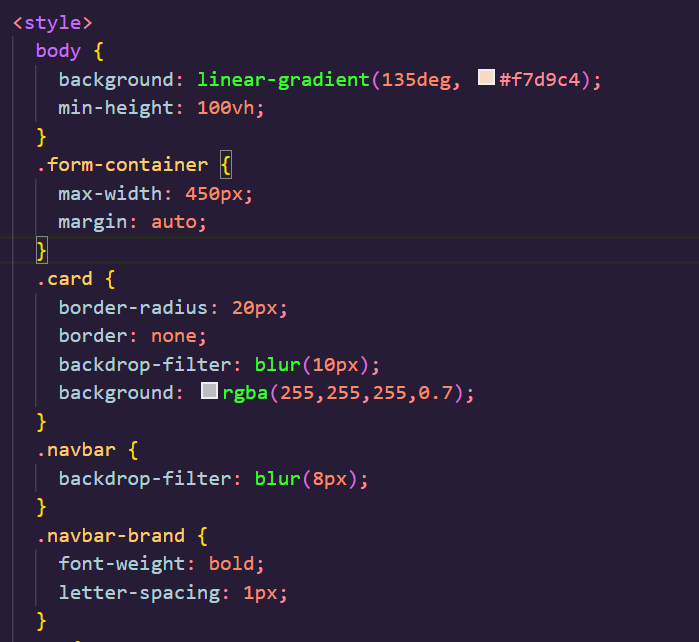 <style>
body {
background: linear-gradient(135deg, #f7d9c4);
min-height: 100vh;
}
.form-container {
max-width: 450px;
margin: auto;
}
.card {
border-radius: 20px;
border: none;
backdrop-filter: blur(10px);
background: rgba(255,255,255,0.7);
}
.navbar {
backdrop-filter: blur(8px);
}
.navbar-brand {
font-weight: bold;
letter-spacing: 1px;
}